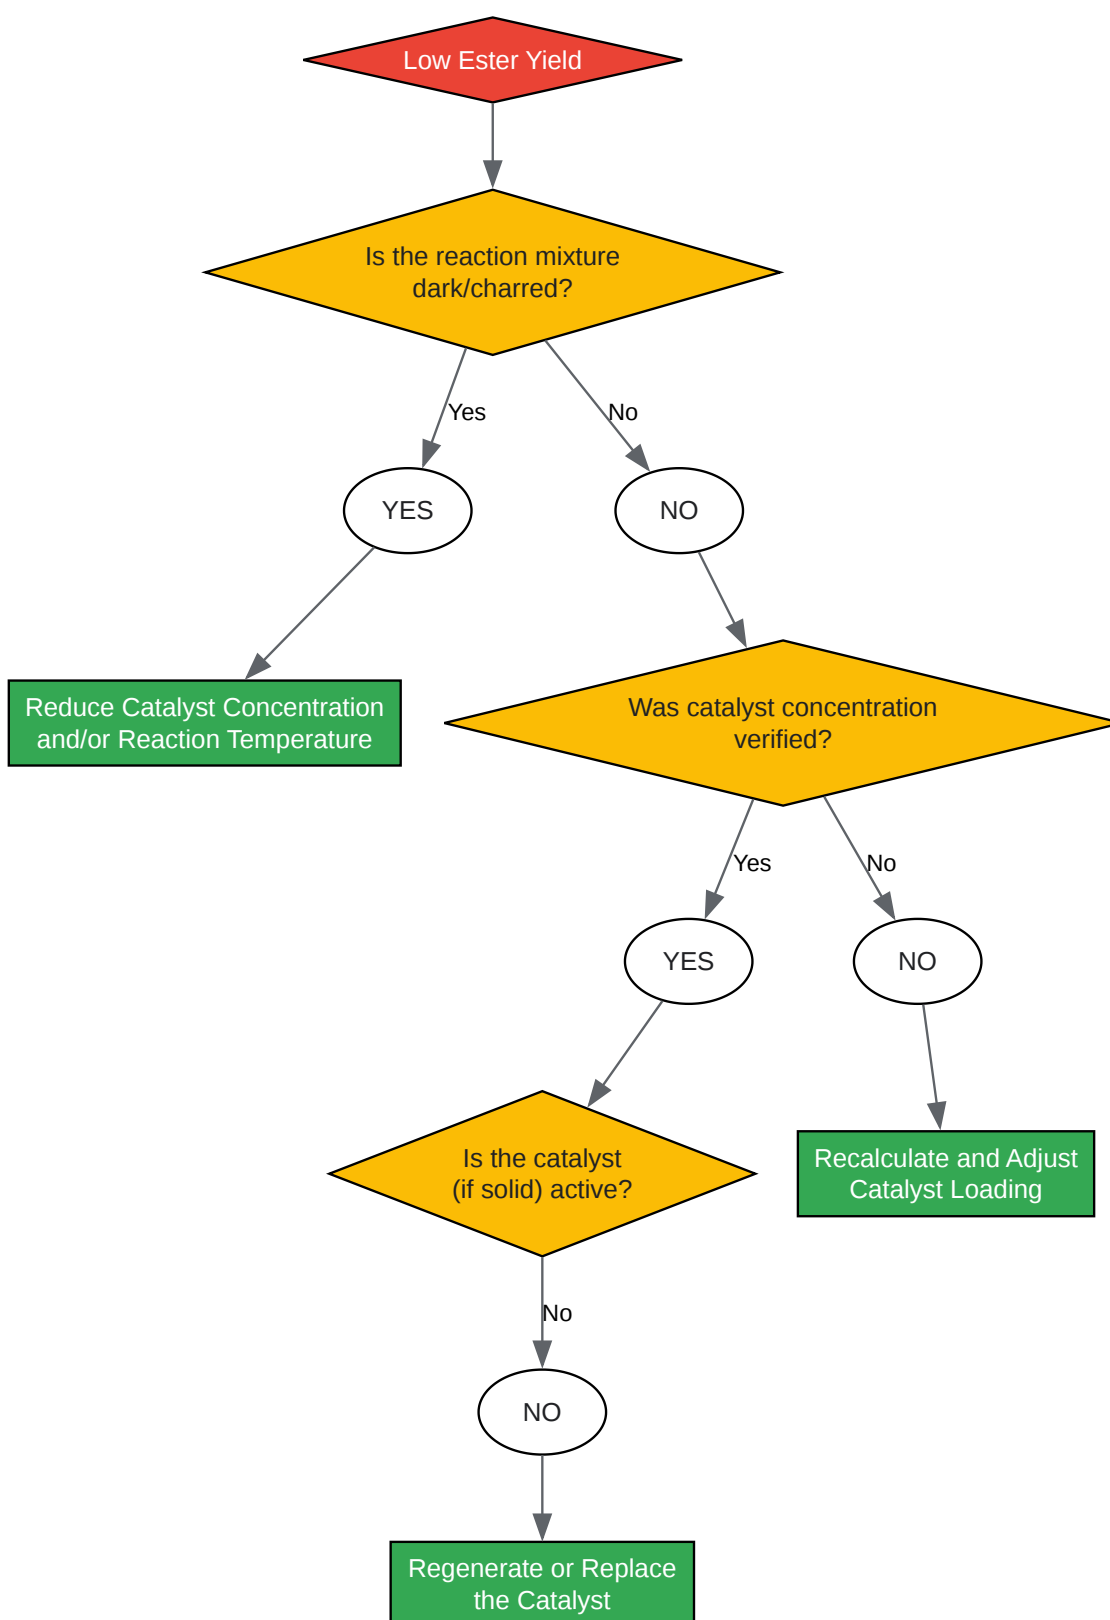 Low Ester Yield
Is the reaction mixture
dark/charred?
Yes
No
YES
NO
Reduce Catalyst Concentration
and/or Reaction Temperature
Was catalyst concentration
verified?
Yes
No
YES
NO
Is the catalyst
(if solid) active?
Recalculate and Adjust
Catalyst Loading
No
NO
Regenerate or Replace
the Catalyst